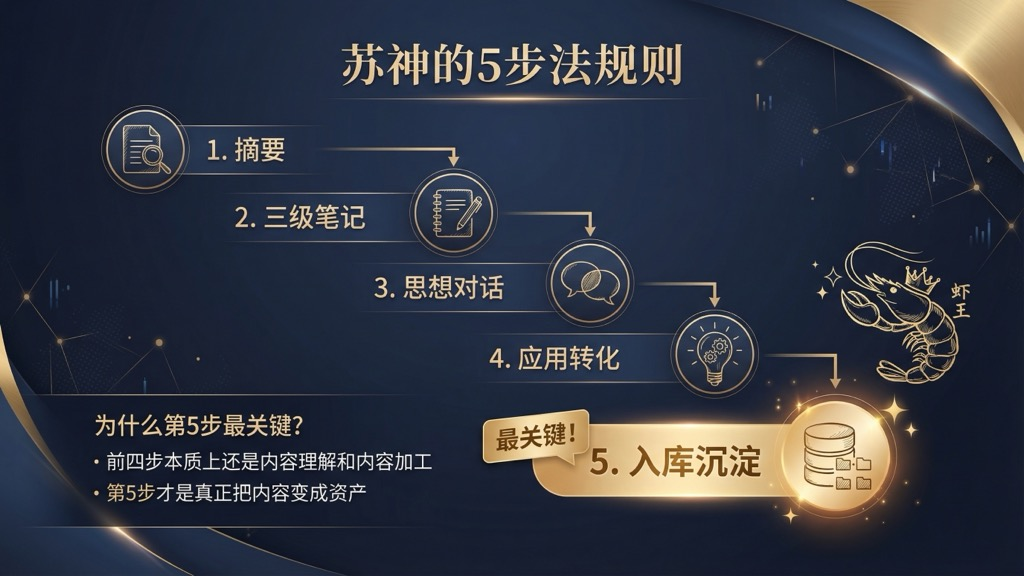 苏神的5步法规则
1. 摘要
2. 三级笔记
3. 思想对话
4. 应用转化
最关键!
5. 入库沉淀
虾王
为什么第5步最关键?
• 前四步本质上还是内容理解和内容加工
• 第5步才是真正把内容变成资产